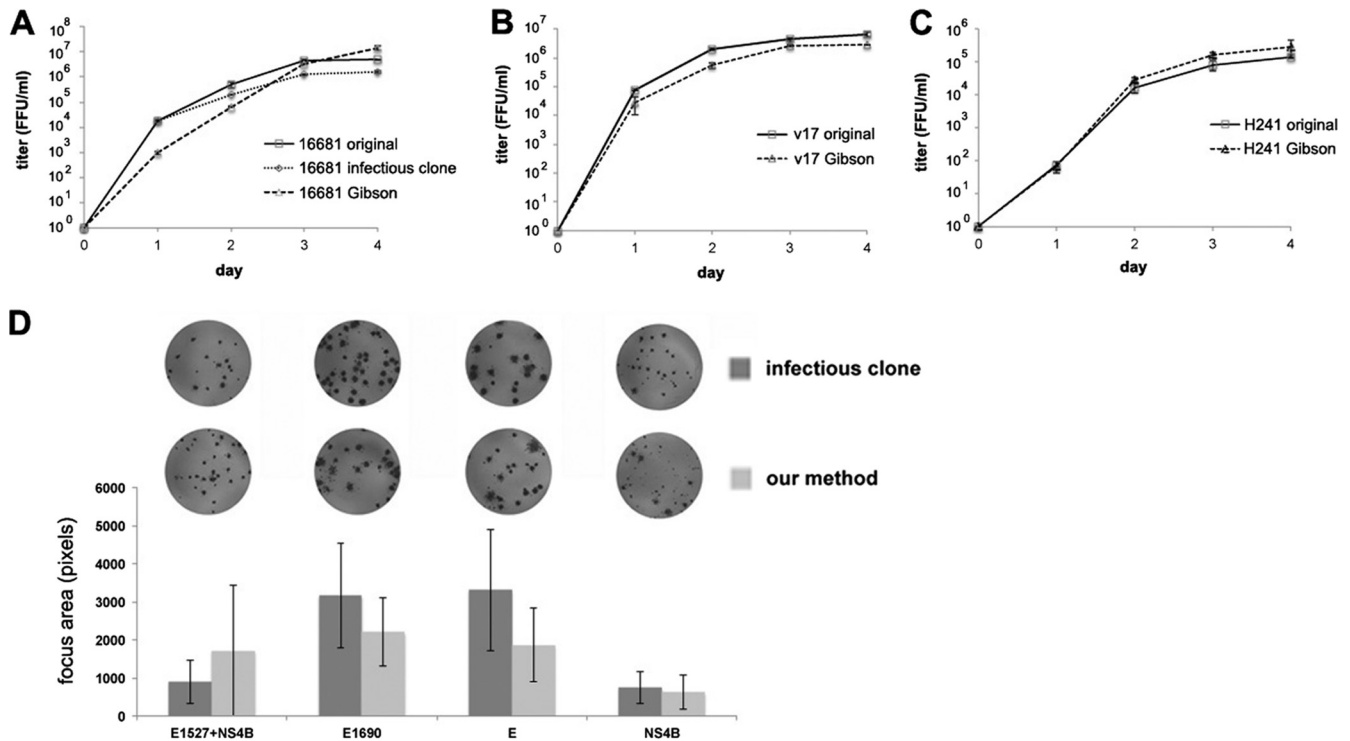 A
titer (FFU/ml)
10^8
10^7
10^6
10^5
10^4
10^3
10^2
10^1
10^0
0 1 2 3 4
day
16681 original
16681 infectious clone
16681 Gibson
B
titer (FFU/ml)
10^7
10^6
10^5
10^4
10^3
10^2
10^1
10^0
0 1 2 3 4
day
v17 original
v17 Gibson
C
titer (FFU/ml)
10^6
10^5
10^4
10^3
10^2
10^1
10^0
0 1 2 3 4
day
H241 original
H241 Gibson
D
infectious clone
our method
focus area (pixels)
6000
5000
4000
3000
2000
1000
0
E1527+NS4B E1690 E NS4B